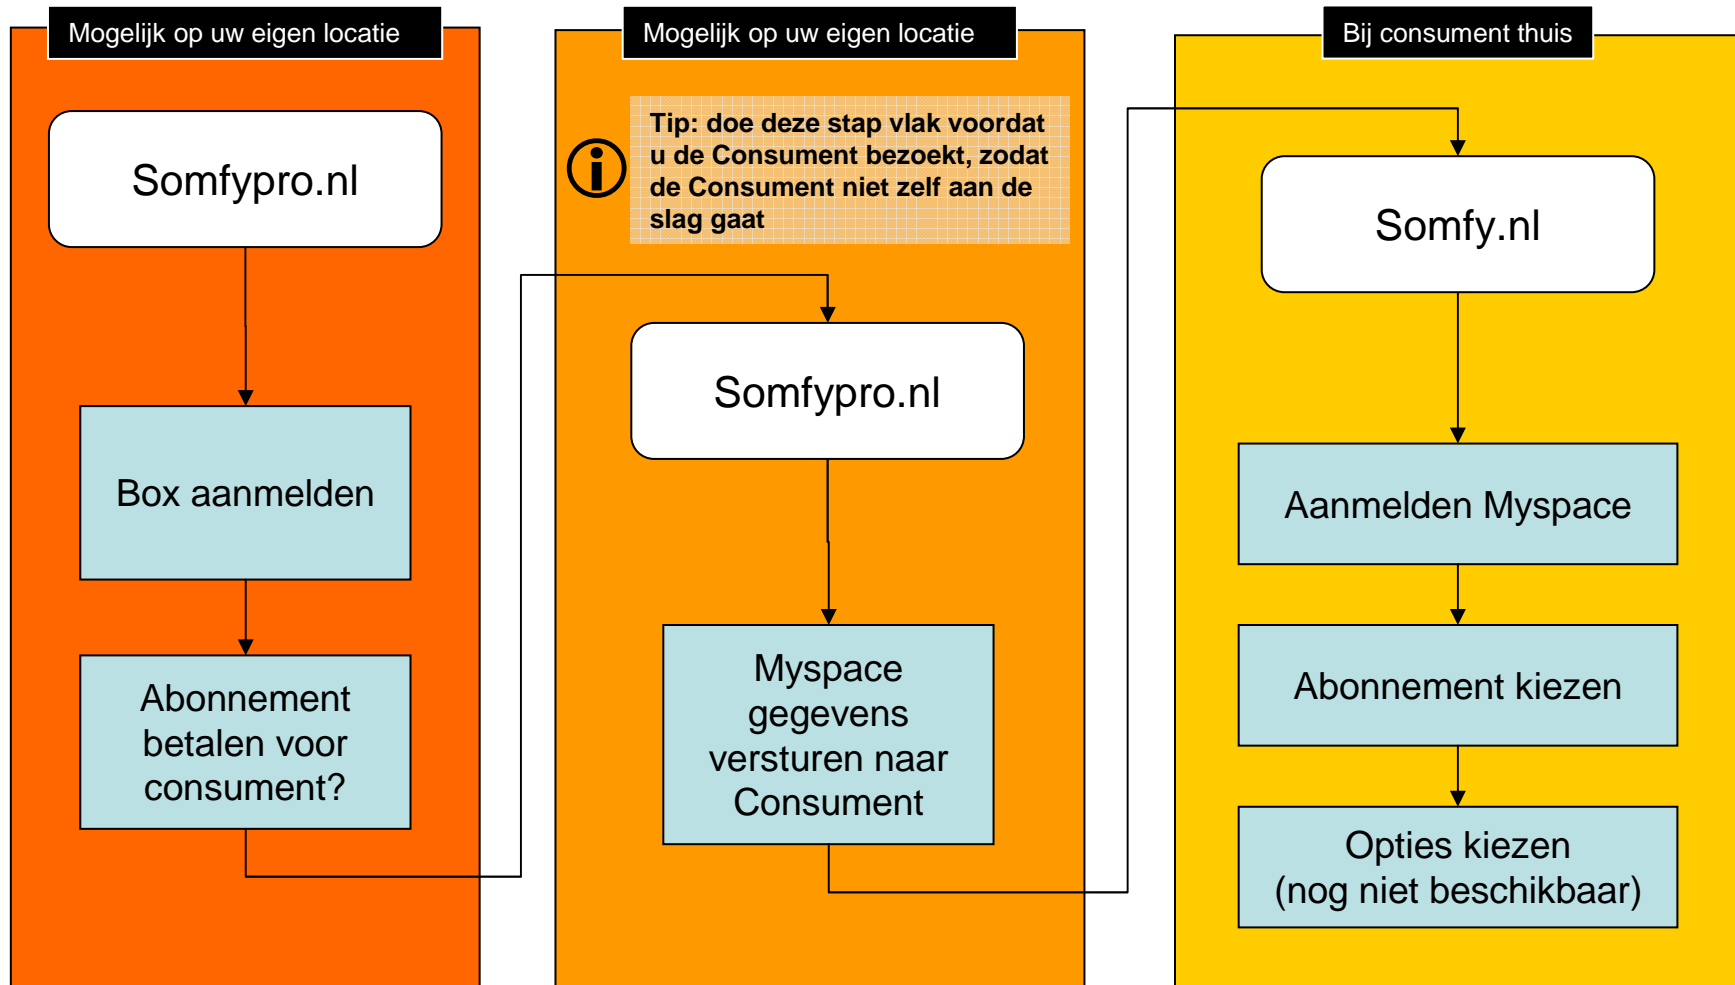 Mogelijk op uw eigen locatie
Somfypro.nl
Box aanmelden
Abonnement
betalen voor
consument?
Mogelijk op uw eigen locatie
Tip: doe deze stap vlak voordat
u de Consument bezoekt, zodat
de Consument niet zelf aan de
slag gaat
Somfypro.nl
Myspace
gegevens
versturen naar
Consument
Bij consument thuis
Somfy.nl
Aanmelden Myspace
Abonnement kiezen
Opties kiezen
(nog niet beschikbaar)